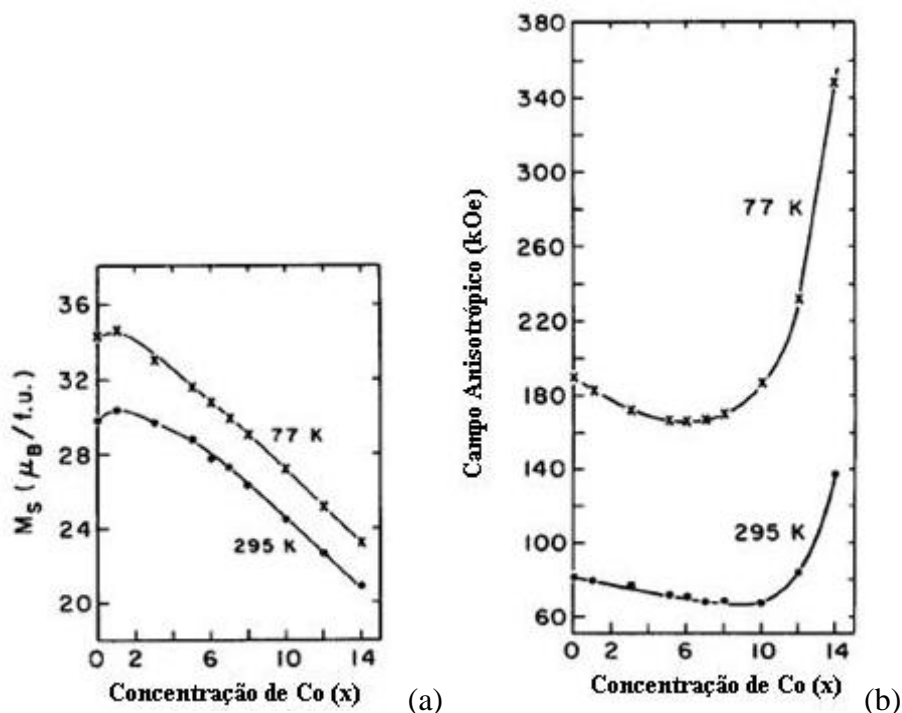 36
32
28
24
20
M_S (μ_B/f.u.)
77 K
295 K
0 2 6 10 14
Concentração de Co (x)
(a)
380
340
380
300
260
220
180
140
100
60
Campo Anisotrópico (kOe)
77 K
295 K
0 2 6 10 14
Concentração de Co (x)
(b)